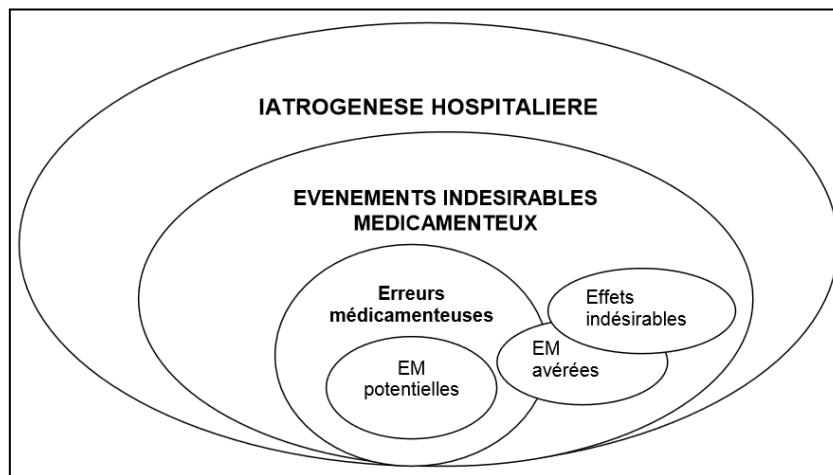 IATROGENESE HOSPITALIERE
EVENEMENTS INDESIRABLES
MEDICAMENTEUX
Erreurs
médicamenteuses
EM
potentielles
EM
avérées
Effets
indésirables